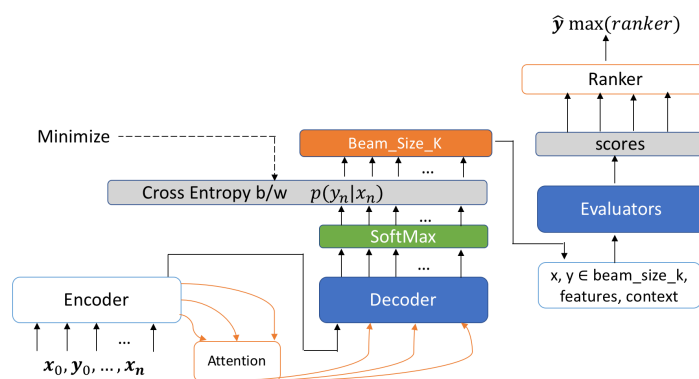 ŷ max(ranker)
Ranker
scores
Evaluators
x, y ∈ beam_size_k,
features, context
Minimize
Beam_Size_K
...
Cross Entropy b/w p(yₙ|xₙ)
...
SoftMax
...
Encoder
Decoder
...
Attention
x₀, y₀, ..., xₙ